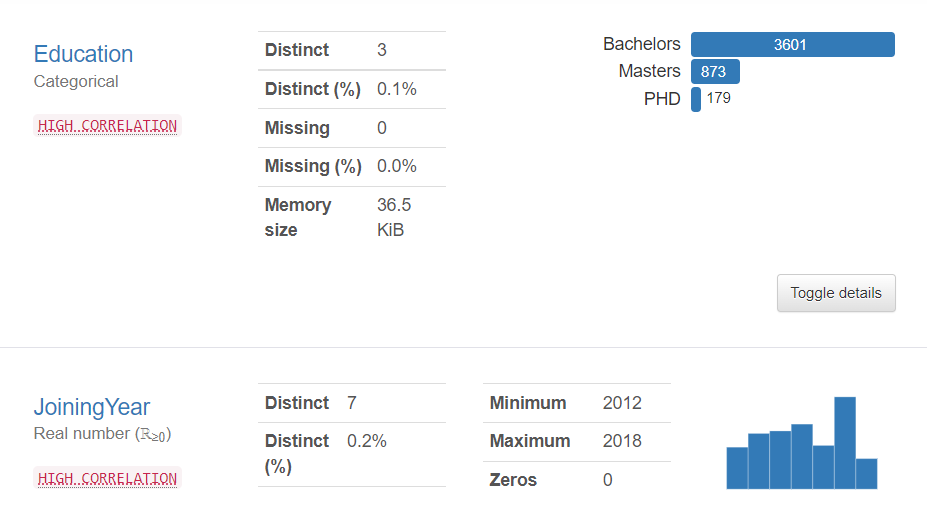 Education
Categorical
HIGH CORRELATION
Distinct 3
Distinct (%) 0.1%
Missing 0
Missing (%) 0.0%
Memory size 36.5 KiB
Bachelors 3601
Masters 873
PHD 179
Toggle details
JoiningYear
Real number (ℝ≥0)
HIGH CORRELATION
Distinct 7
Distinct (%) 0.2%
Minimum 2012
Maximum 2018
Zeros 0